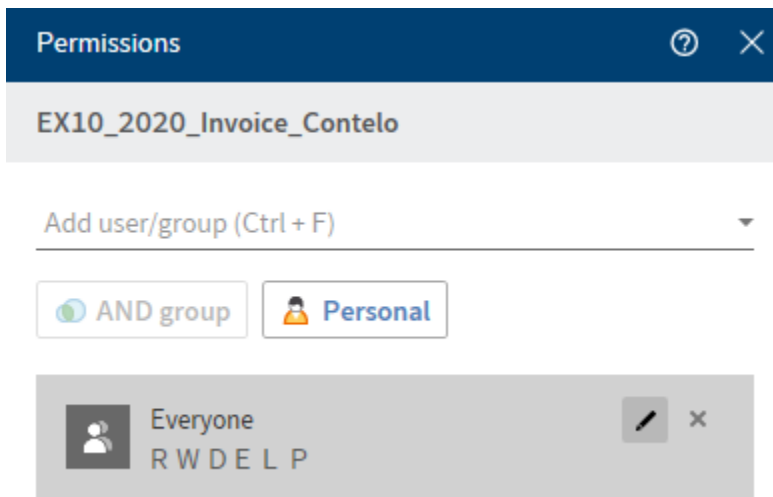 Permissions
EX10_2020_Invoice_Contelo
Add user/group (Ctrl + F)
AND group Personal
Everyone
R W D E L P